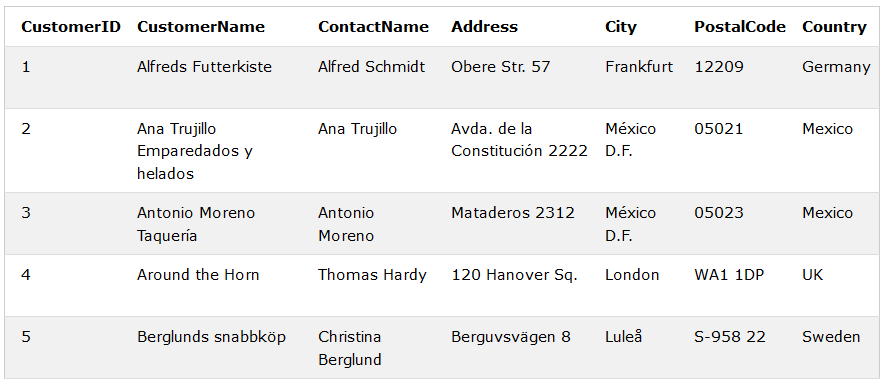 CustomerID CustomerName ContactName Address City PostalCode Country
1 Alfreds Futterkiste Alfred Schmidt Obere Str. 57 Frankfurt 12209 Germany
2 Ana Trujillo Ana Trujillo Avda. de la México 05021 Mexico
Emparedados y Constitución 2222 D.F.
helados
3 Antonio Moreno Antonio Mataderos 2312 México 05023 Mexico
Taquería Moreno D.F.
4 Around the Horn Thomas Hardy 120 Hanover Sq. London WA1 1DP UK
5 Berglunds snabbköp Christina Berguvsvägen 8 Luleå S-958 22 Sweden
Berglund